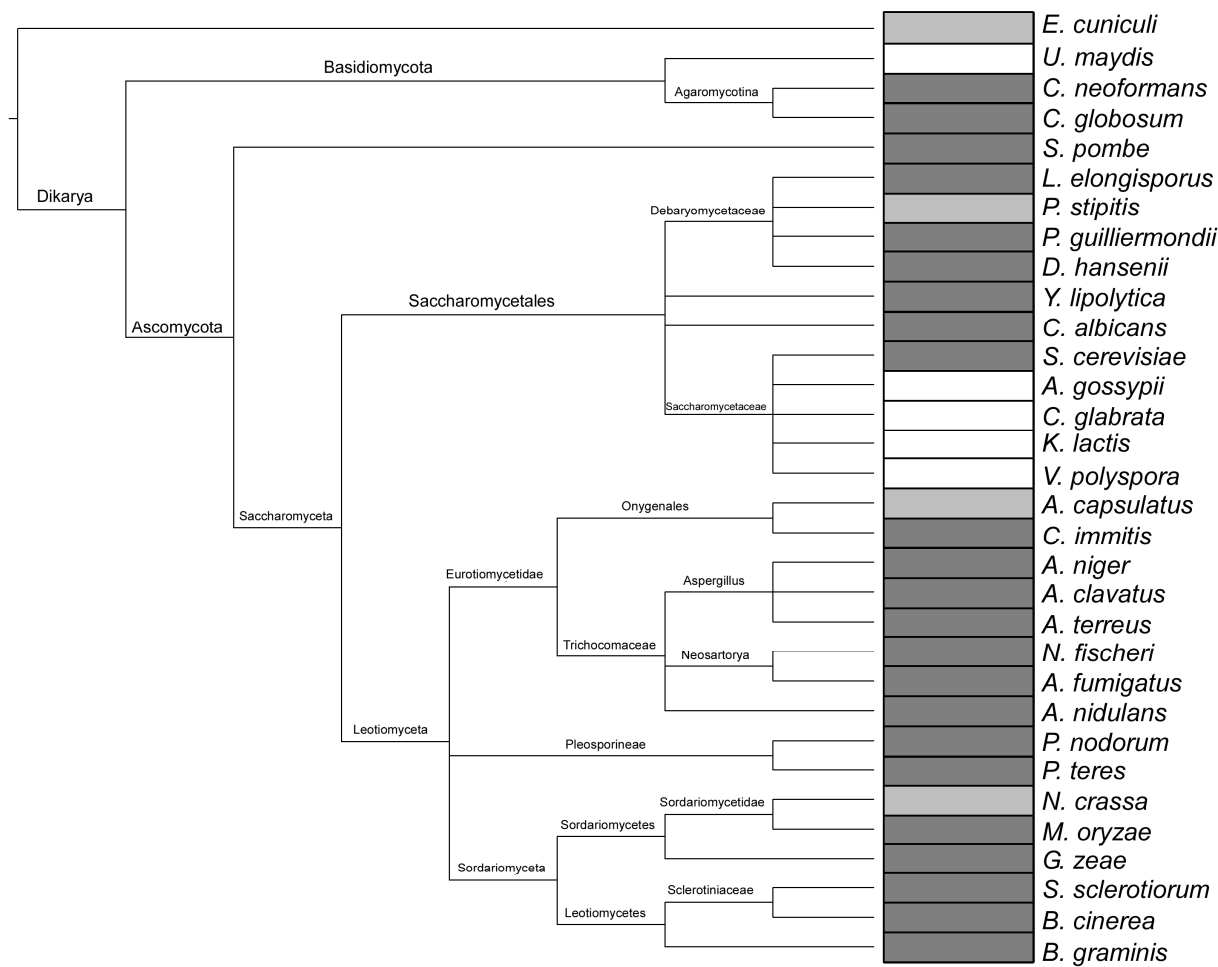 E. cuniculi
U. maydis
Basidiomycota
Agaromycotina
C. neoformans
C. globosum
S. pombe
Dikarya
L. elongisporus
Debaryomycetaceae
P. stipitis
P. guilliermondii
D. hansenii
Saccharomycetales
Y. lipolytica
Ascomycota
C. albicans
S. cerevisiae
A. gossypii
Saccharomycetaceae
C. glabrata
K. lactis
V. polyspora
Saccharomyceta
Onygenales
A. capsulatus
C. immitis
Eurotiomycetidae
A. niger
Aspergillus
A. clavatus
A. terreus
Trichocomaceae
Neosartorya
N. fischeri
A. fumigatus
A. nidulans
Leotiomyceta
Pleosporineae
P. nodorum
P. teres
Sordariomycetidae
N. crassa
Sordariomycetes
M. oryzae
G. zeae
Sordariomyceta
Sclerotiniaceae
S. sclerotiorum
Leotiomycetes
B. cinerea
B. graminis